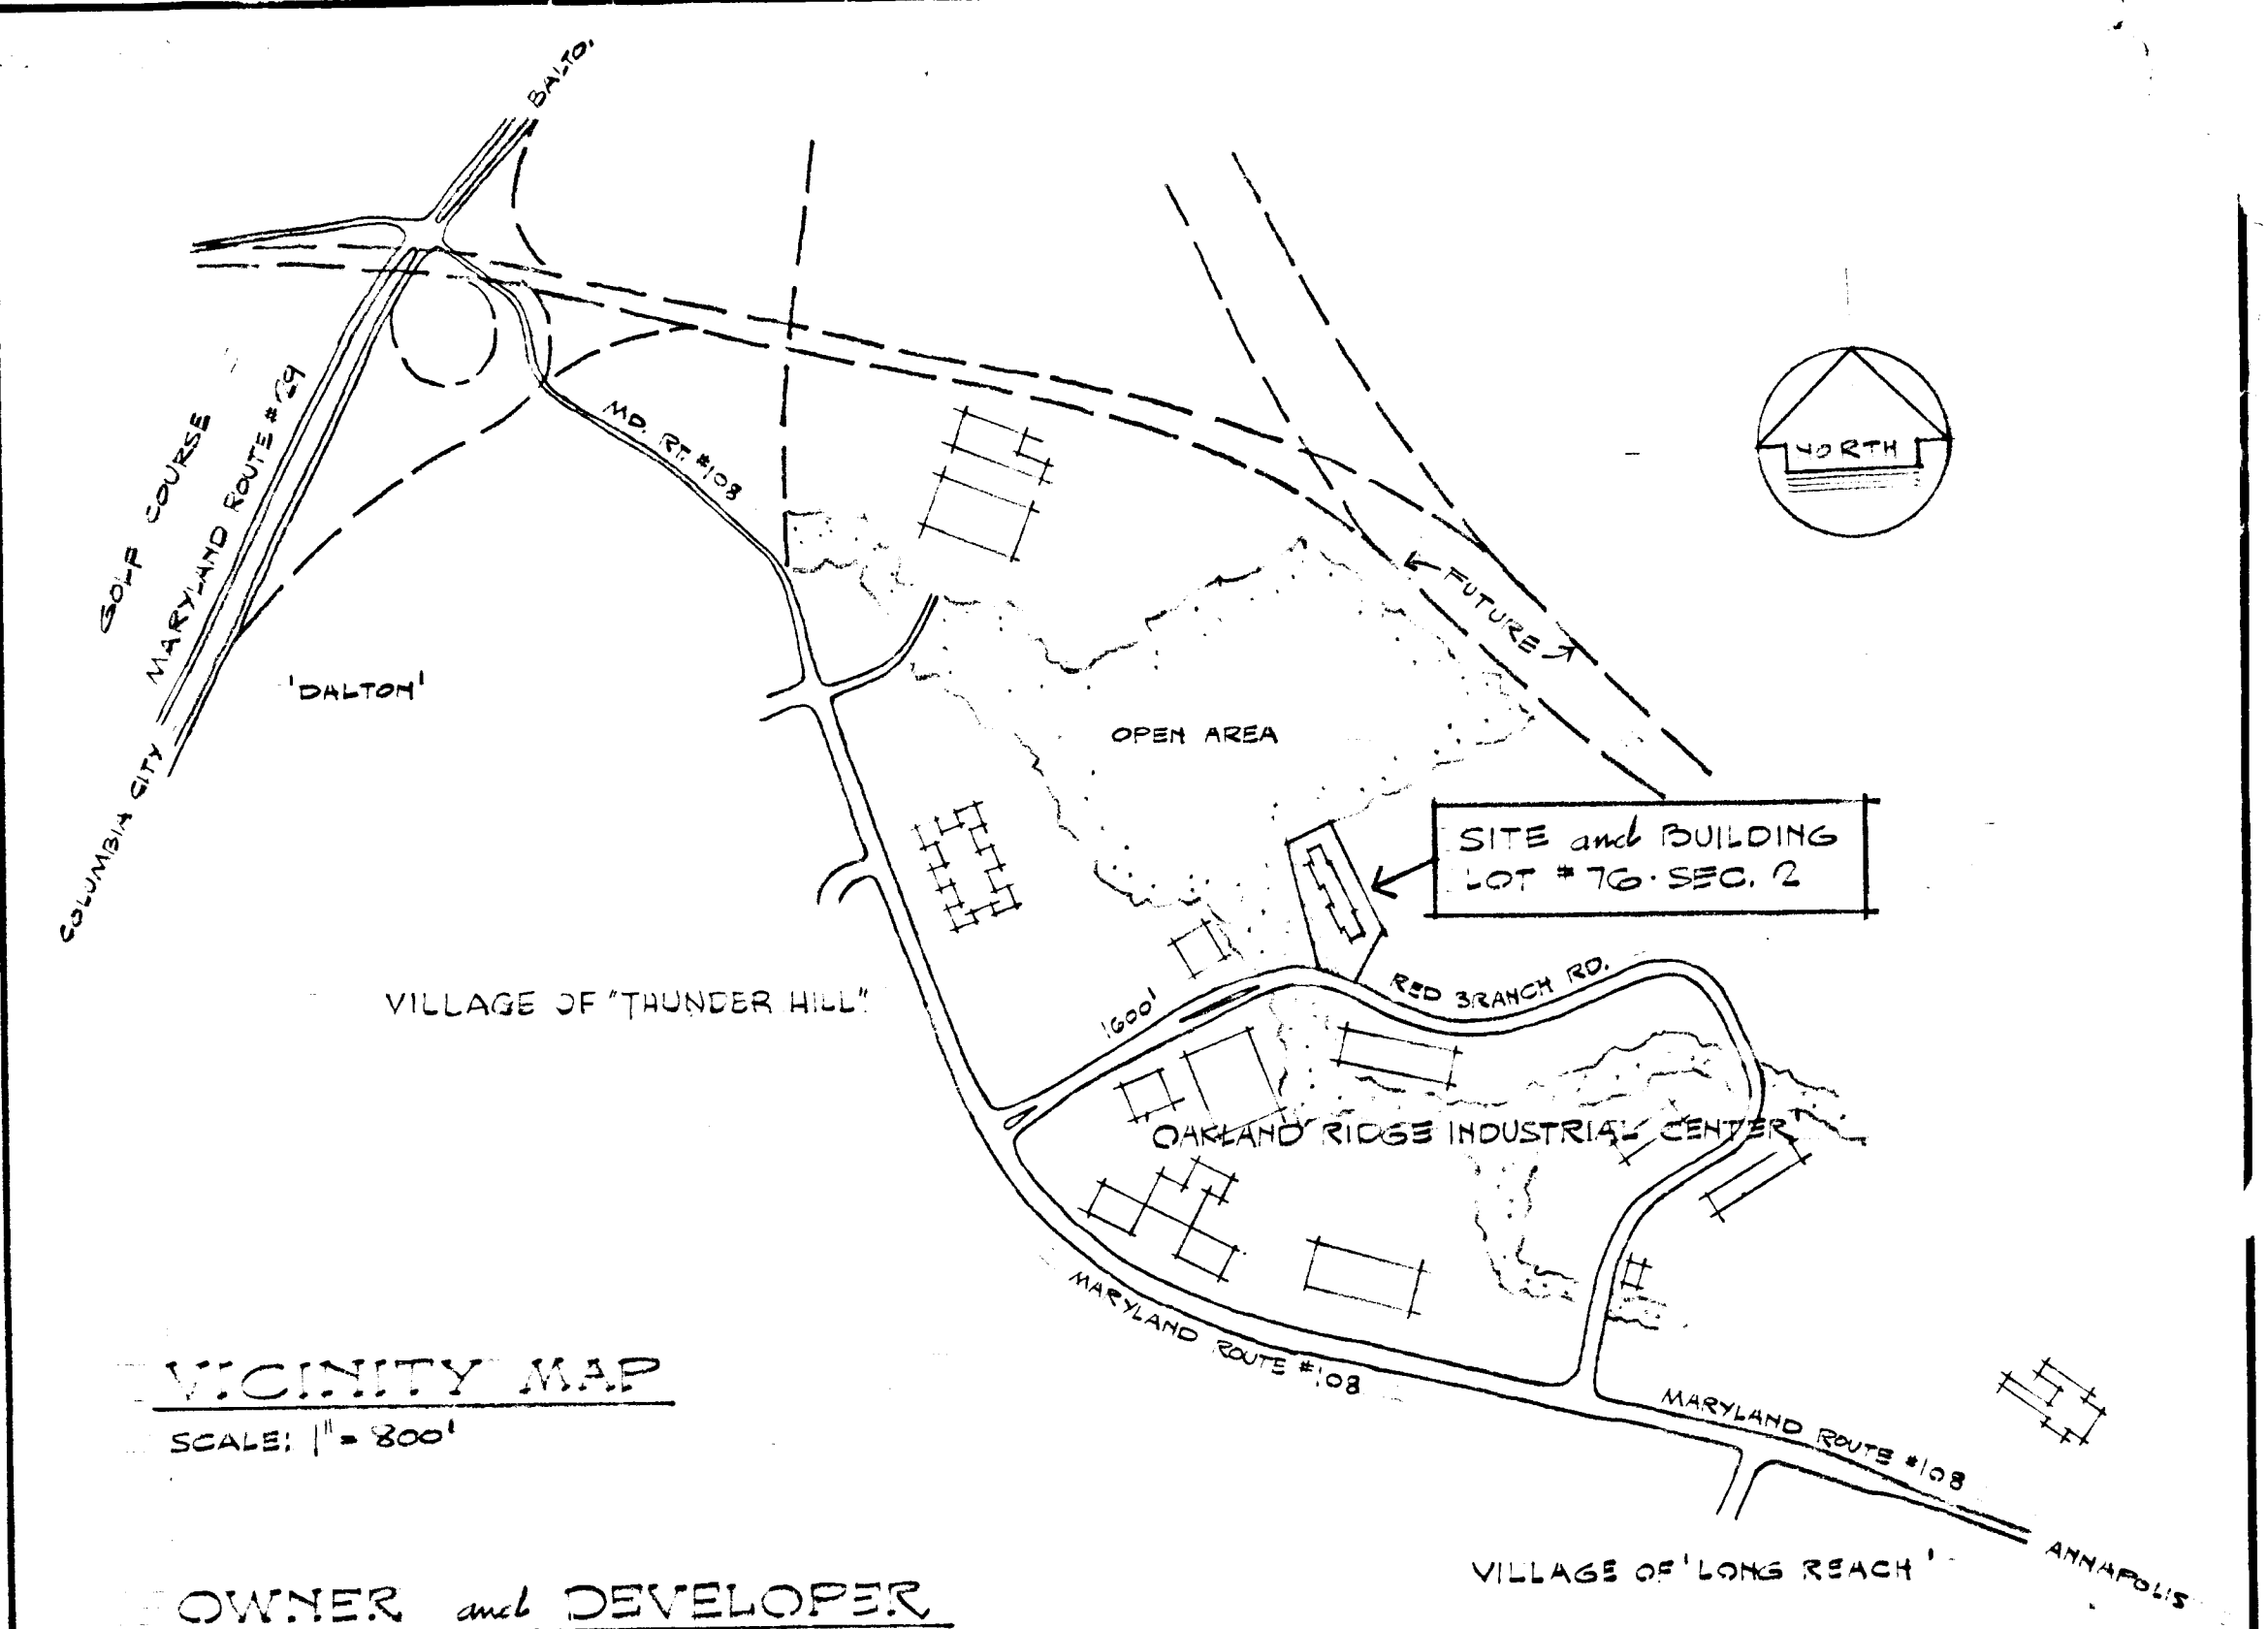 BALTO.
GOLF COURSE
MARYLAND ROUTE #29
MD. RT. #108
NORTH
← FUTURE →
'DALTON'
OPEN AREA
COLUMBIA CITY
SITE and BUILDING
LOT #76·SEC. 2
VILLAGE OF "THUNDER HILL"
1600'
RED BRANCH RD.
OAKLAND RIDGE INDUSTRIAL CENTER
MARYLAND ROUTE #108
MARYLAND ROUTE #108
VICINITY MAP
SCALE: 1" = 800'
VILLAGE OF 'LONG REACH'
ANNAPOLIS
OWNER and DEVELOPER